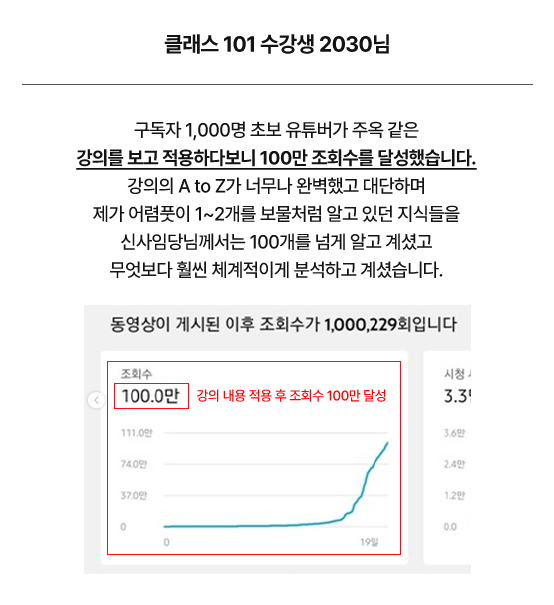 클래스 101 수강생 2030님
구독자 1,000명 초보 유튜버가 주옥 같은
강의를 보고 적용하다보니 100만 조회수를 달성했습니다.
강의의 A to Z가 너무나 완벽했고 대단하며
제가 어렴풋이 1~2개를 보물처럼 알고 있던 지식들을
신사임당님께서는 100개를 넘게 알고 계셨고
무엇보다 훨씬 체계적이게 분석하고 계셨습니다.
동영상이 게시된 이후 조회수가 1,000,229회입니다
조회수
100.0만
강의 내용 적용 후 조회수 100만 달성
111.0만
74.0만
37.0만
0
0
19일
시청 시
3.3만
3.6만
2.4만
1.2만
0.0